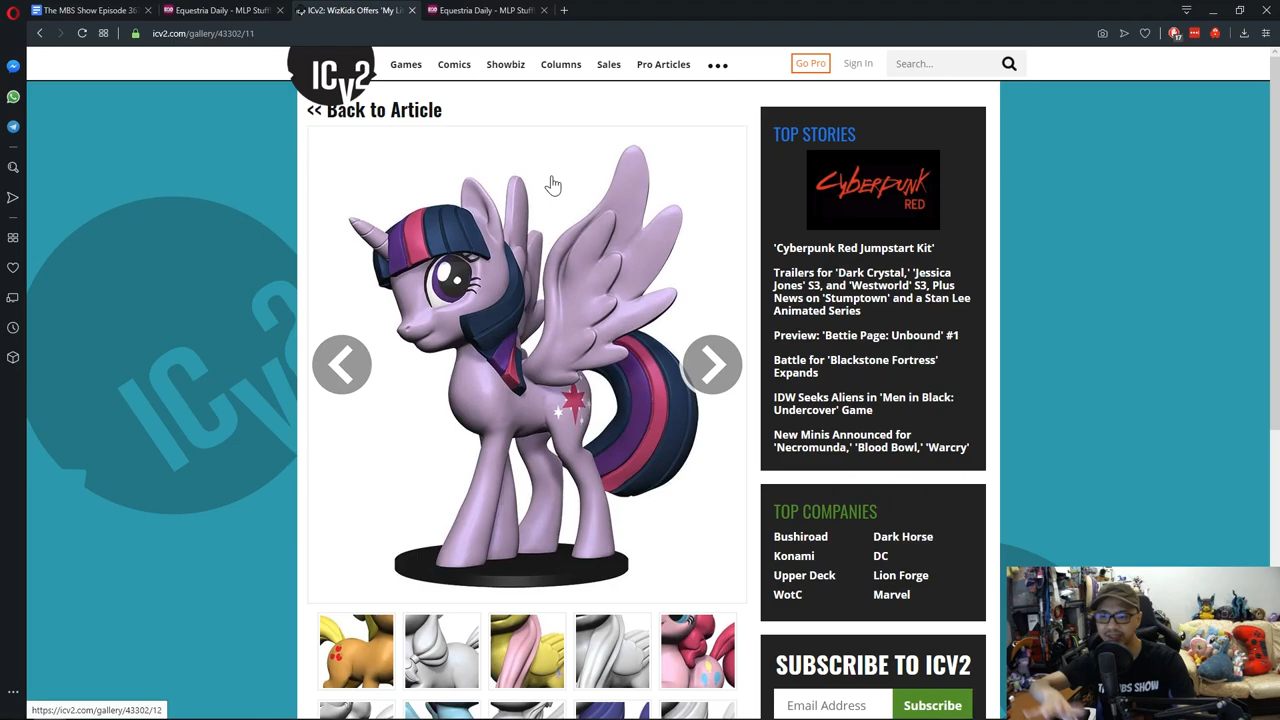 The MBS Show Episode 36
Equestria Daily - MLP Stuff!
ICv2: WizKids Offers 'My Li
Equestria Daily - MLP Stuff!
icv2.com/gallery/43302/11
17
ICv2
Games
Comics
Showbiz
Columns
Sales
Pro Articles
Go Pro
Sign In
Search...
<< Back to Article
TOP STORIES
CYBERPUNK
RED
'Cyberpunk Red Jumpstart Kit'
Trailers for 'Dark Crystal,' 'Jessica
Jones' S3, and 'Westworld' S3, Plus
News on 'Stumptown' and a Stan Lee
Animated Series
Preview: 'Bettie Page: Unbound' #1
Battle for 'Blackstone Fortress'
Expands
IDW Seeks Aliens in 'Men in Black:
Undercover' Game
New Minis Announced for
'Necromunda,' 'Blood Bowl,' 'Warcry'
TOP COMPANIES
Bushiroad
Dark Horse
Konami
DC
Upper Deck
Lion Forge
WotC
Marvel
SUBSCRIBE TO ICV2
Email Address
Subscribe
ICv2
THE MBS SHOW
https://icv2.com/gallery/43302/12